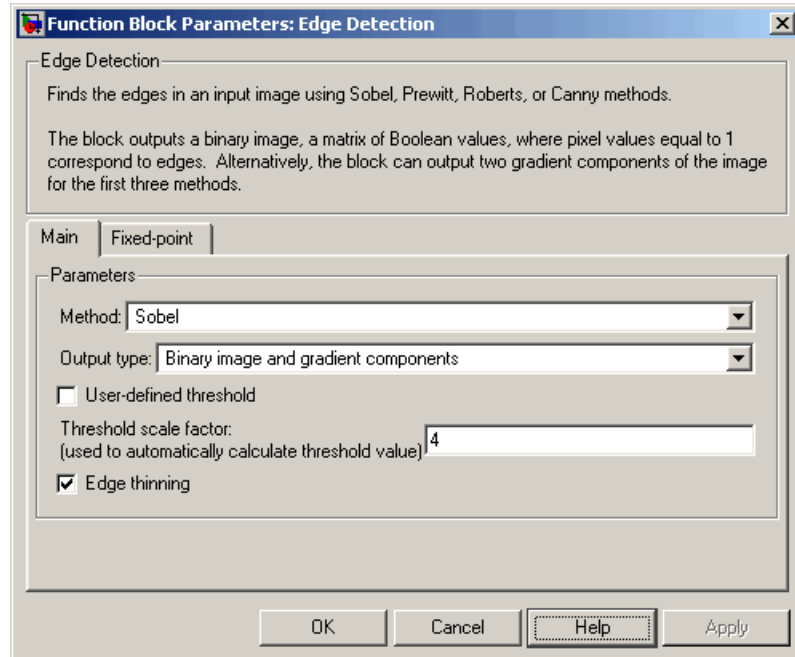 Function Block Parameters: Edge Detection
Edge Detection
Finds the edges in an input image using Sobel, Prewitt, Roberts, or Canny methods.
The block outputs a binary image, a matrix of Boolean values, where pixel values equal to 1
correspond to edges.  Alternatively, the block can output two gradient components of the image
for the first three methods.
Main
Fixed-point
Parameters
Method: Sobel
Output type: Binary image and gradient components
User-defined threshold
Threshold scale factor:
(used to automatically calculate threshold value) 4
Edge thinning
OK
Cancel
Help
Apply